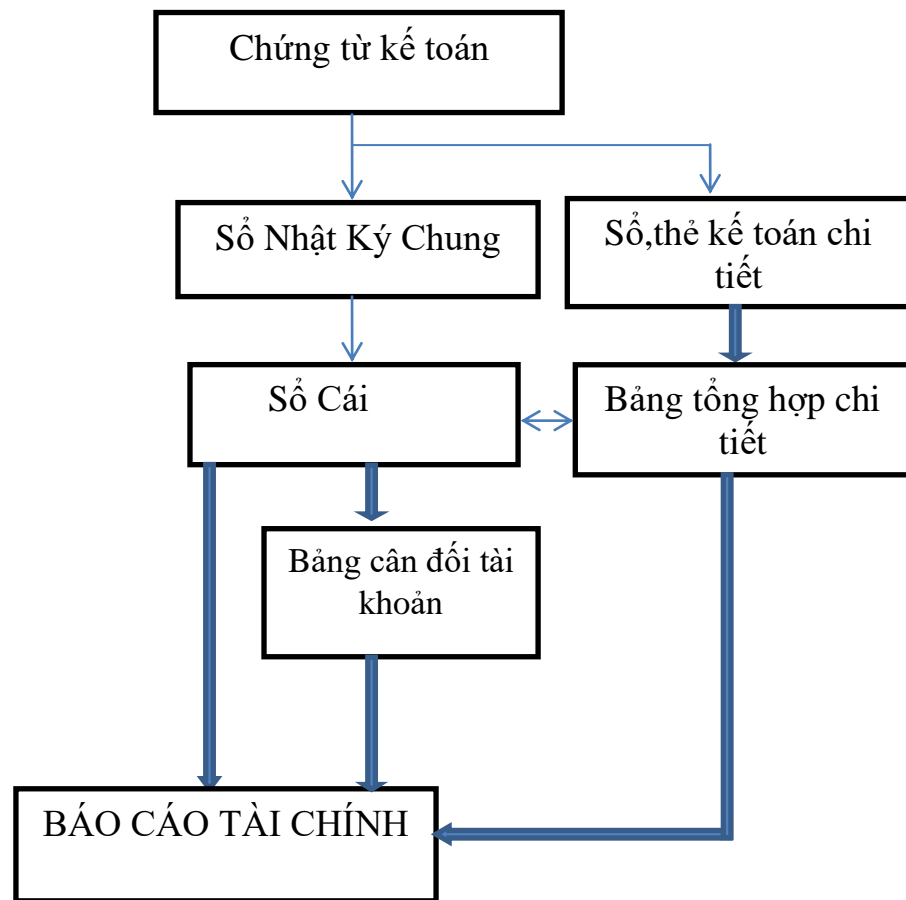 Chứng từ kế toán
Sổ Nhật Ký Chung
Sổ,thẻ kế toán chi
tiết
Sổ Cái
Bảng tổng hợp chi
tiết
Bảng cân đối tài
khoản
BÁO CÁO TÀI CHÍNH